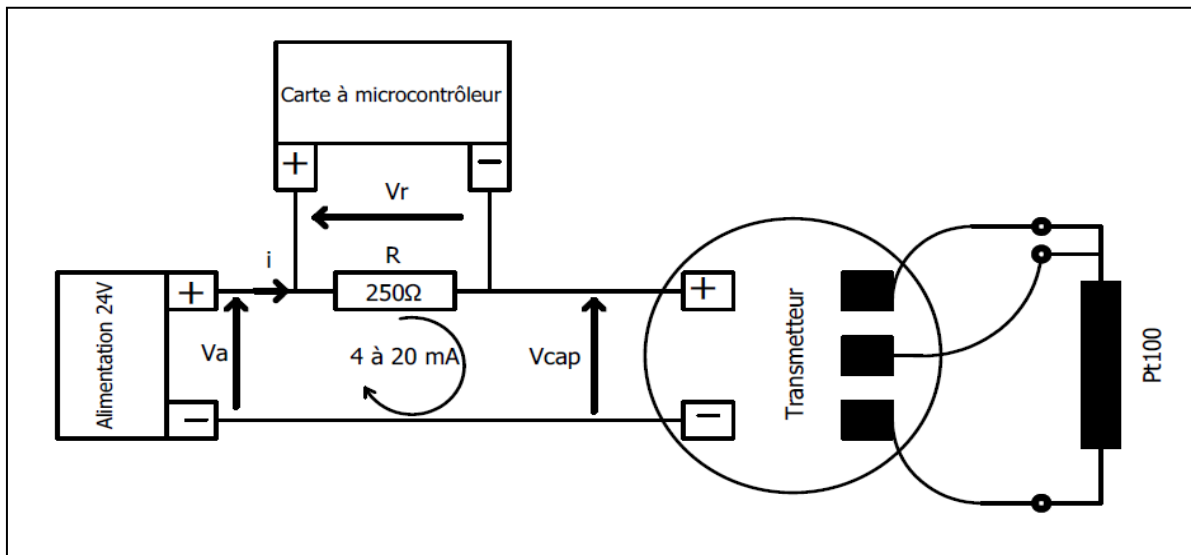 Carte à microcontrôleur
+
−
Vr
i
R
250Ω
Alimentation 24V
+
−
Va
4 à 20 mA
Vcap
+
−
Transmetteur
Pt100